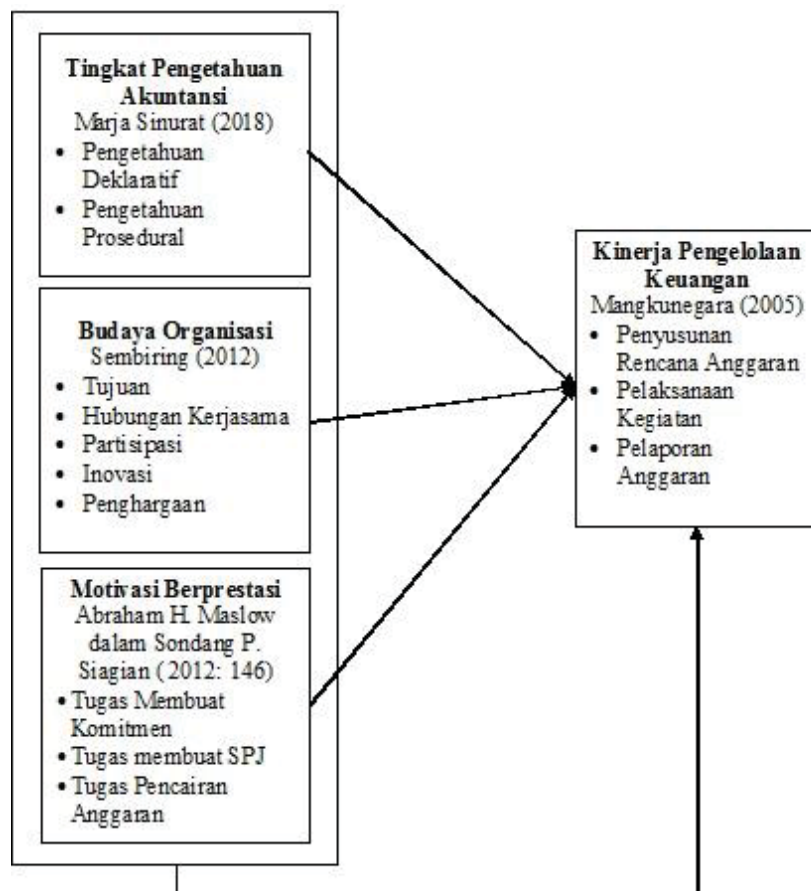 Tingkat Pengetahuan
Akuntansi
Marja Sinurat (2018)
• Pengetahuan
Deklaratif
• Pengetahuan
Prosedural
Budaya Organisasi
Sembiring (2012)
• Tujuan
• Hubungan Kerjasama
• Partisipasi
• Inovasi
• Penghargaan
Motivasi Berprestasi
Abraham H. Maslow
dalam Sondang P.
Siagian (2012: 146)
• Tugas Membuat
Komitmen
• Tugas membuat SPJ
• Tugas Pencairan
Anggaran
Kinerja Pengelolaan
Keuangan
Mangkunegara (2005)
• Penyusunan
Rencana Anggaran
• Pelaksanaan
Kegiatan
• Pelaporan
Anggaran